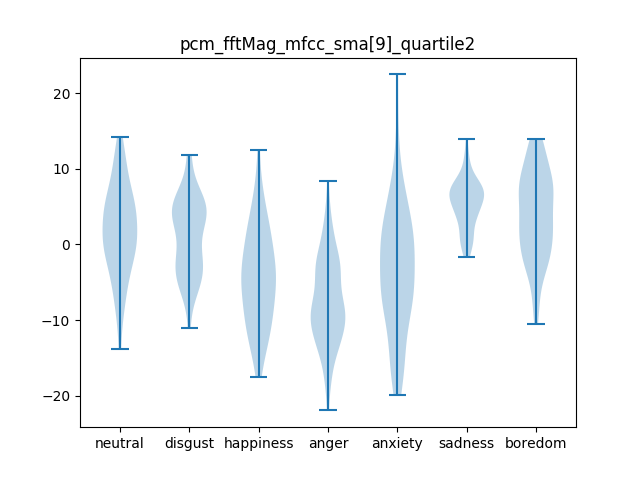 pcm_fftMag_mfcc_sma[9]_quartile2
20
10
0
−10
−20
neutral disgust happiness anger anxiety sadness boredom